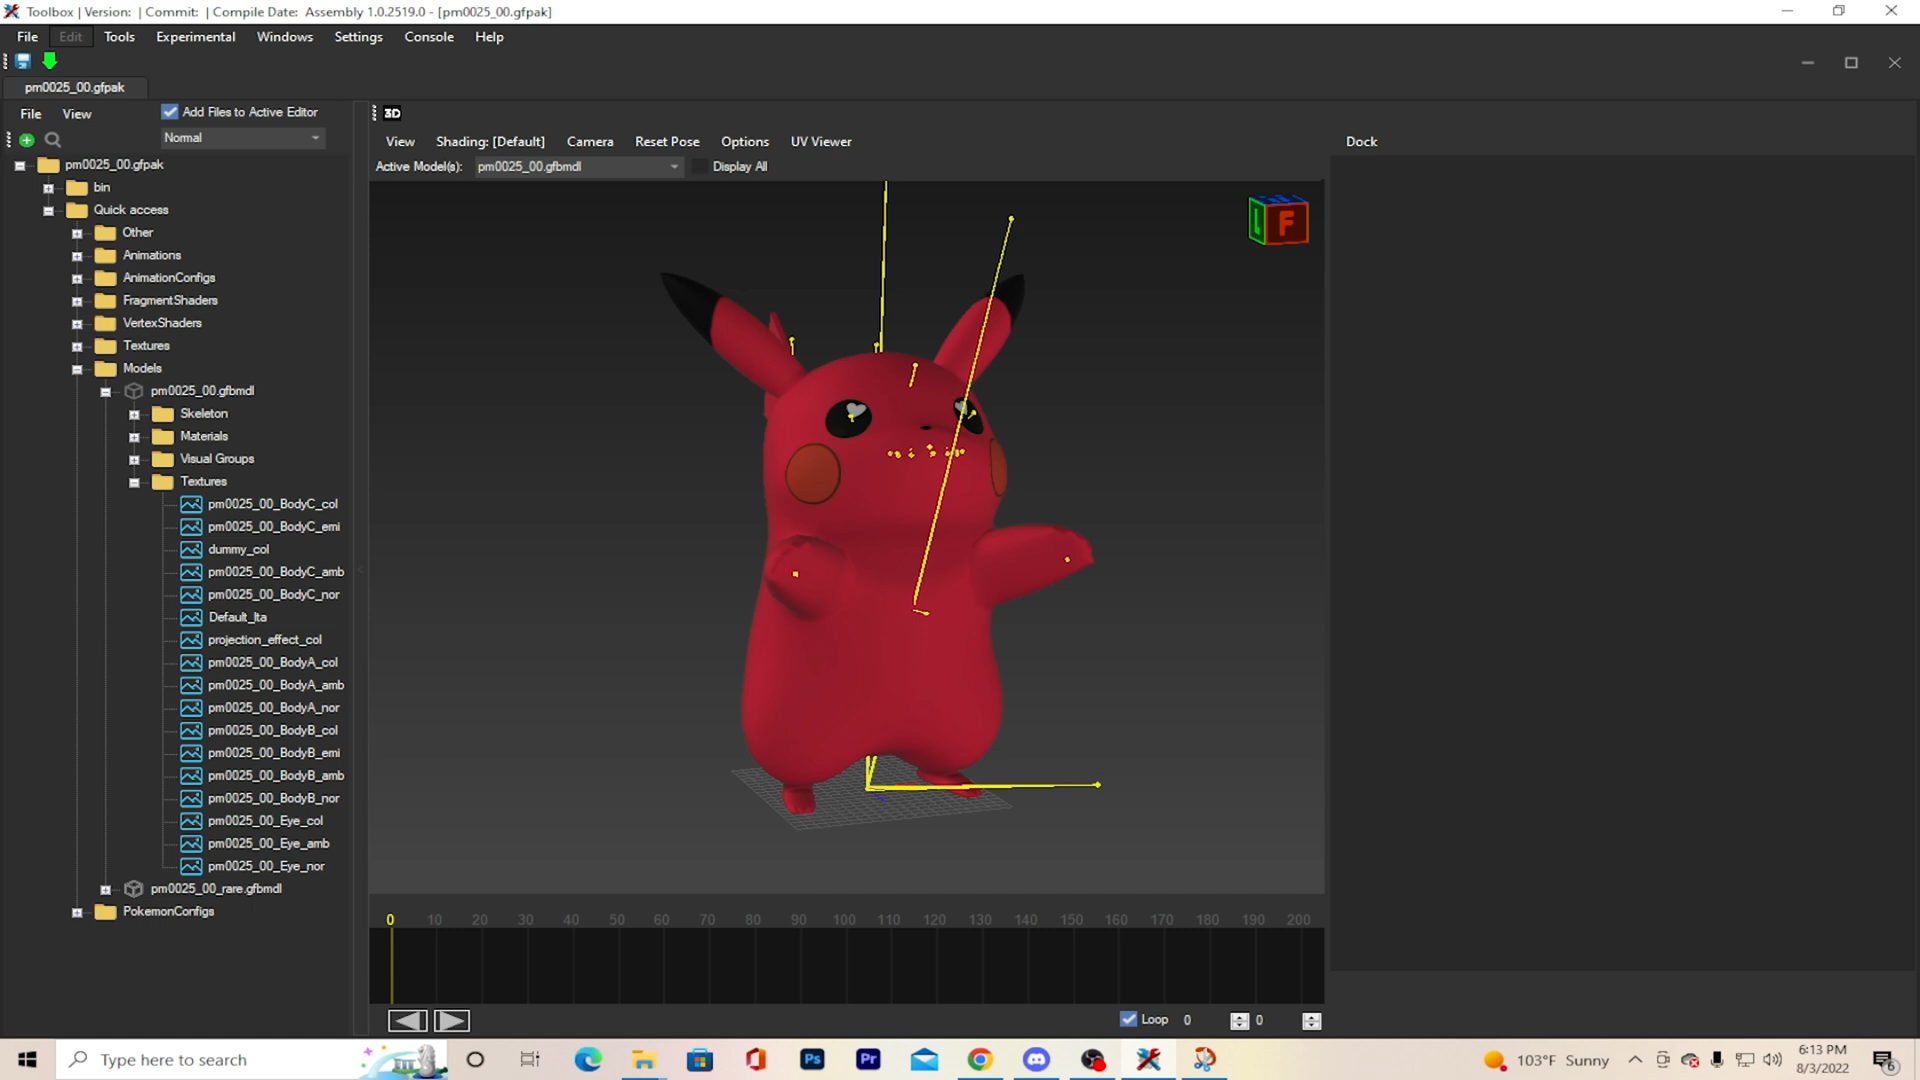 Toolbox | Version: | Commit: | Compile Date: Assembly 1.0.2519.0 - [pm0025_00.gfpak]
File Edit Tools Experimental Windows Settings Console Help
pm0025_00.gfpak
File View Add Files to Active Editor
Normal
pm0025_00.gfpak
bin
Quick access
Other
Animations
AnimationConfigs
FragmentShaders
VertexShaders
Textures
Models
pm0025_00.gfbmdl
Skeleton
Materials
Visual Groups
Textures
pm0025_00_BodyC_col
pm0025_00_BodyC_emi
dummy_col
pm0025_00_BodyC_amb
pm0025_00_BodyC_nor
Default_lta
projection_effect_col
pm0025_00_BodyA_col
pm0025_00_BodyA_amb
pm0025_00_BodyA_nor
pm0025_00_BodyB_col
pm0025_00_BodyB_emi
pm0025_00_BodyB_amb
pm0025_00_BodyB_nor
pm0025_00_Eye_col
pm0025_00_Eye_amb
pm0025_00_Eye_nor
pm0025_00_rare.gfbmdl
PokemonConfigs
3D
View Shading: [Default] Camera Reset Pose Options UV Viewer
Active Model(s): pm0025_00.gfbmdl Display All
L F
0 10 20 30 40 50 60 70 80 90 100 110 120 130 140 150 160 170 180 190 200
Loop 0 0
Dock
Type here to search
Ps Pr
103°F Sunny
6:13 PM
8/3/2022
6